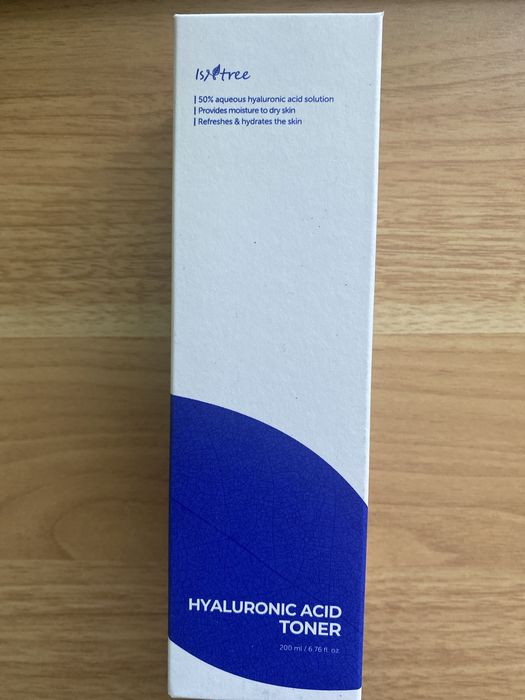 Isntree
| 50% aqueous hyaluronic acid solution
| Provides moisture to dry skin
| Refreshes & hydrates the skin
HYALURONIC ACID
TONER
200 ml / 6.76 fl. oz.